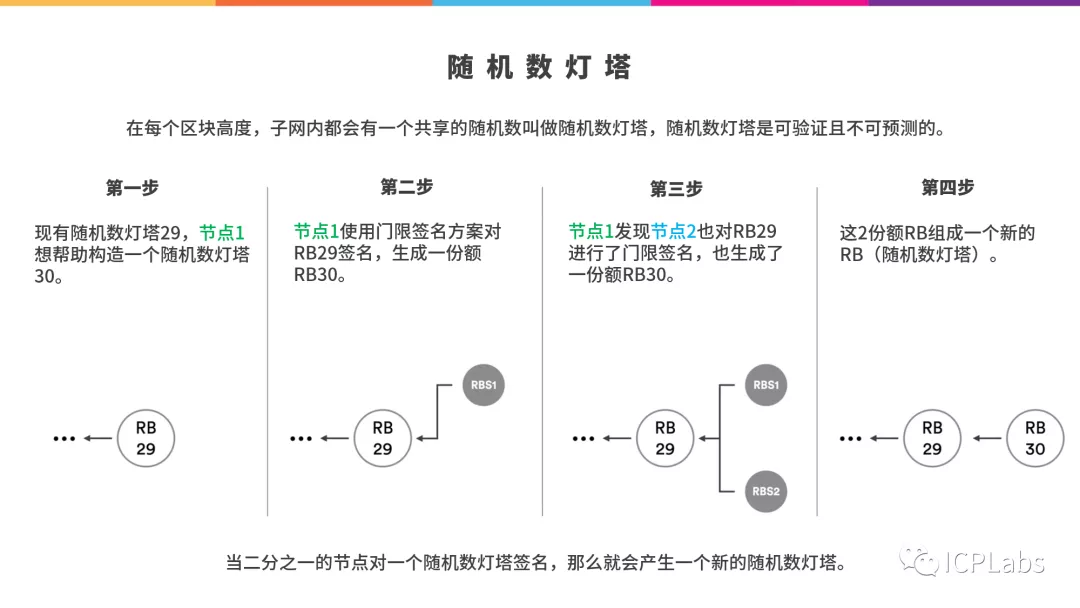 随机数灯塔
在每个区块高度，子网内都会有一个共享的随机数叫做随机数灯塔，随机数灯塔是可验证且不可预测的。
第一步
现有随机数灯塔29，节点1
想帮助构造一个随机数灯塔
30。
RB
29
第二步
节点1使用门限签名方案对
RB29签名，生成一份额
RB30。
RBS1
RB
29
第三步
节点1发现节点2也对RB29
进行了门限签名，也生成了
一份额RB30。
RBS1
RB
29
RBS2
第四步
这2份额RB组成一个新的
RB（随机数灯塔）。
RB
29
RB
30
当二分之一的节点对一个随机数灯塔签名，那么就会产生一个新的随机数灯塔。
ICPLabs